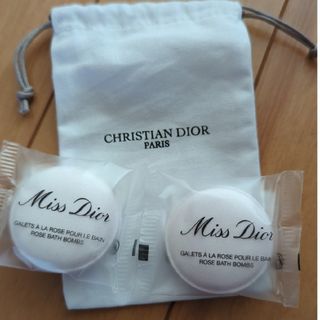 CHRISTIAN DIOR
PARIS
Miss Dior
GALETS À LA ROSE POUR LE BAIN
ROSE BATH BOMBS
Miss Dior
GALETS À LA ROSE POUR LE BAIN
ROSE BATH BOMBS